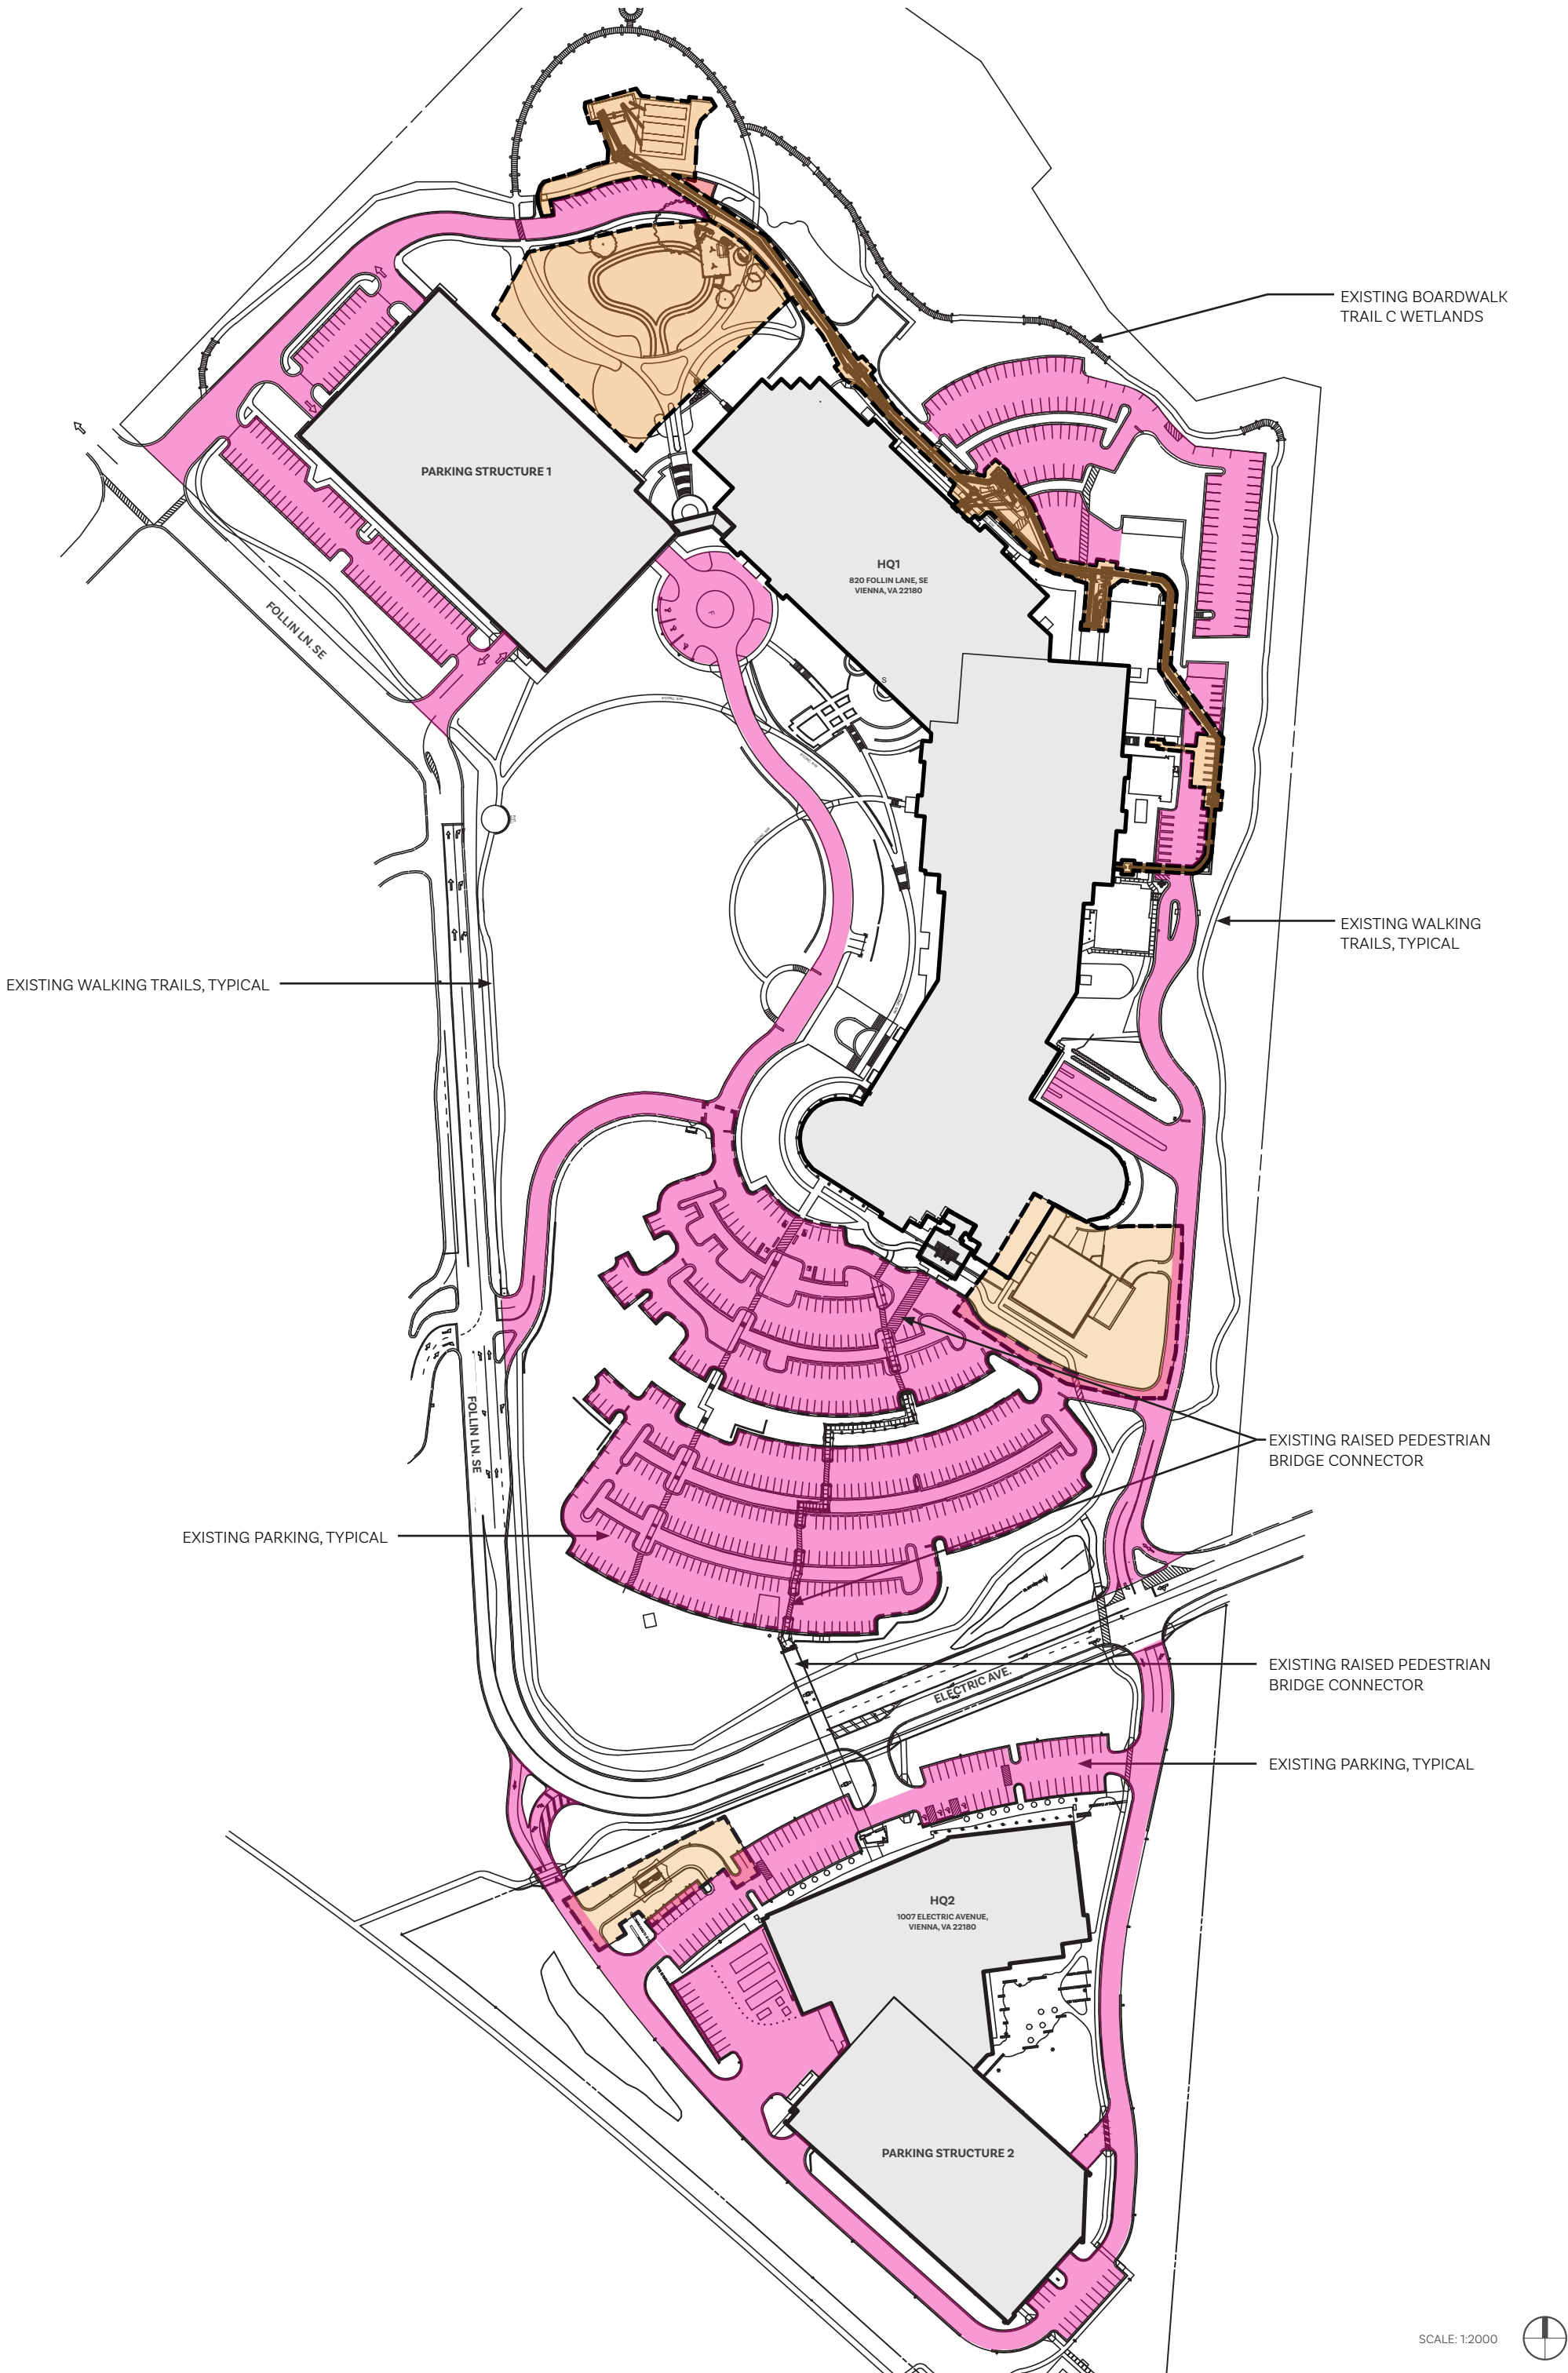 EXISTING BOARDWALK
TRAIL C WETLANDS
PARKING STRUCTURE 1
HQ1
820 FOLLIN LANE, SE
VIENNA, VA 22180
FOLLIN LN. SE
S
EXISTING WALKING
TRAILS, TYPICAL
EXISTING WALKING TRAILS, TYPICAL
FOLLIN LN. SE
EXISTING RAISED PEDESTRIAN
BRIDGE CONNECTOR
EXISTING PARKING, TYPICAL
EXISTING RAISED PEDESTRIAN
BRIDGE CONNECTOR
ELECTRIC AVE.
EXISTING PARKING, TYPICAL
HQ2
1007 ELECTRIC AVENUE,
VIENNA, VA 22180
PARKING STRUCTURE 2
SCALE: 1:2000